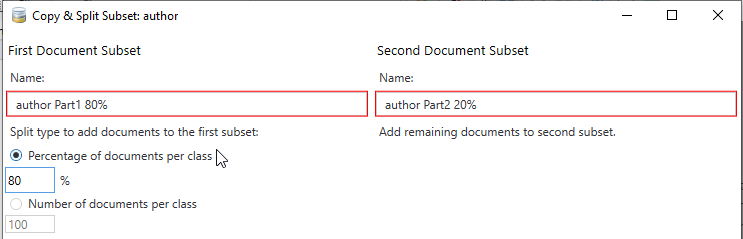 Copy & Split Subset: author
First Document Subset
Second Document Subset
Name:
Name:
author Part1 80%
author Part2 20%
Split type to add documents to the first subset:
Add remaining documents to second subset.
Percentage of documents per class
80 %
Number of documents per class
100